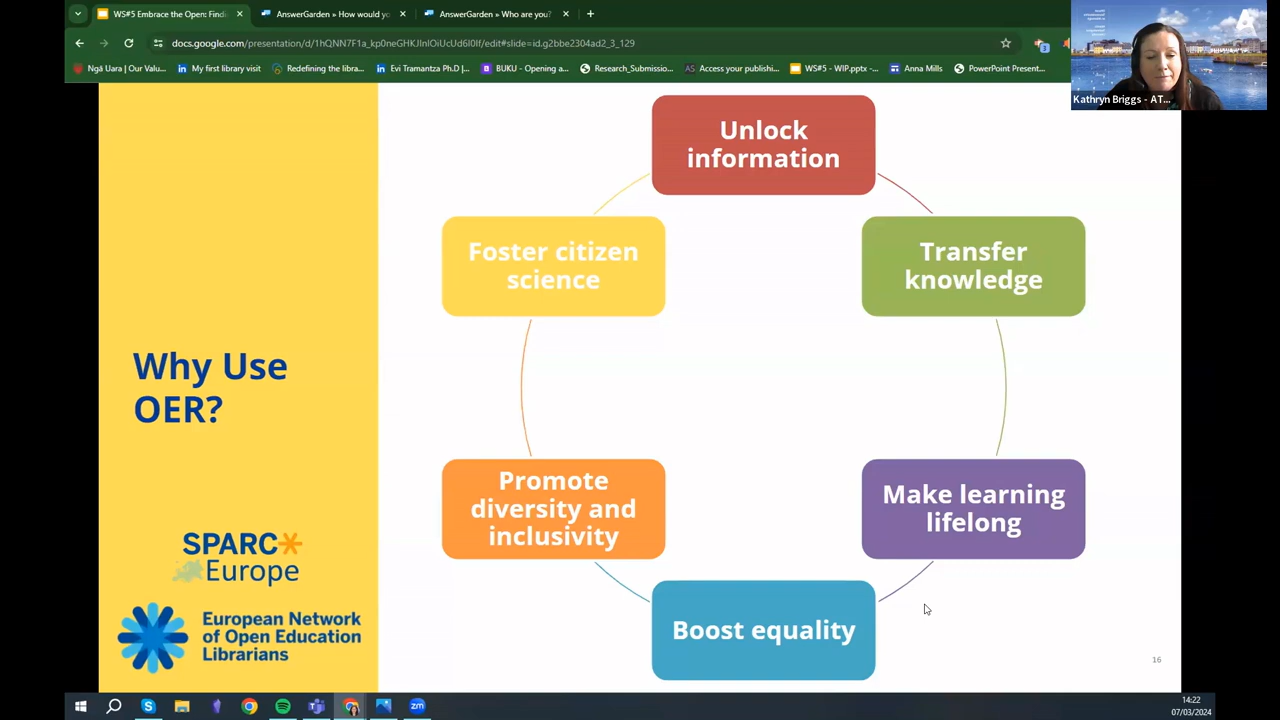 WS#5 Embrace the Open: Findi
AnswerGarden » How would yo
AnswerGarden » Who are you?
docs.google.com/presentation/d/1hQNN7F1a_kp0neGHKJlnIOiUcUd6I0If/edit#slide=id.g2bbe2304ad2_3_129
Ngā Uara | Our Valu...
My first library visit
Redefining the libra...
Evi Tramantza Ph.D |...
BUKU - Opening a...
Research_Submissio...
Access your publishi...
WS#5 - WIP.pptx -...
Anna Mills
PowerPoint Present...
Kathryn Briggs - AT...
Why Use
OER?
SPARC
Europe
European Network
of Open Education
Librarians
Unlock
information
Transfer
knowledge
Make learning
lifelong
Boost equality
Promote
diversity and
inclusivity
Foster citizen
science
16
14:22
07/03/2024